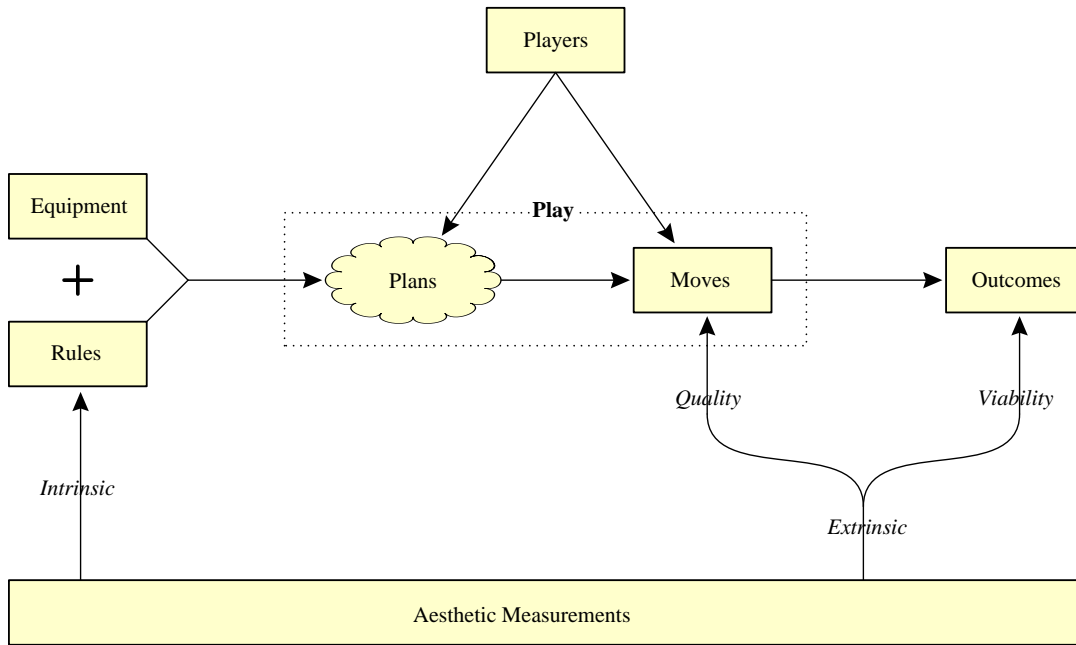 Players
Equipment
Play
+
Plans
Moves
Outcomes
Rules
Quality
Viability
Intrinsic
Extrinsic
Aesthetic Measurements